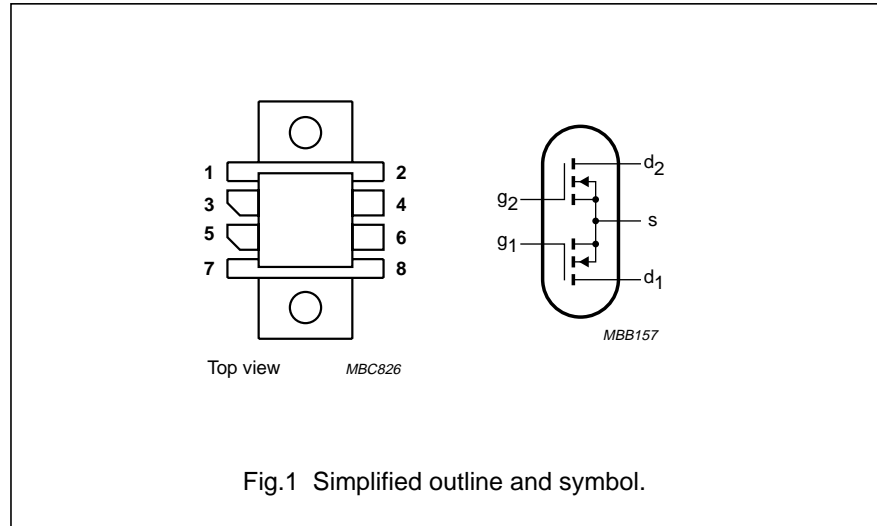 1 2
3 4
5 6
7 8
Top view MBC826
d2
g2
s
g1
d1
MBB157
Fig.1 Simplified outline and symbol.